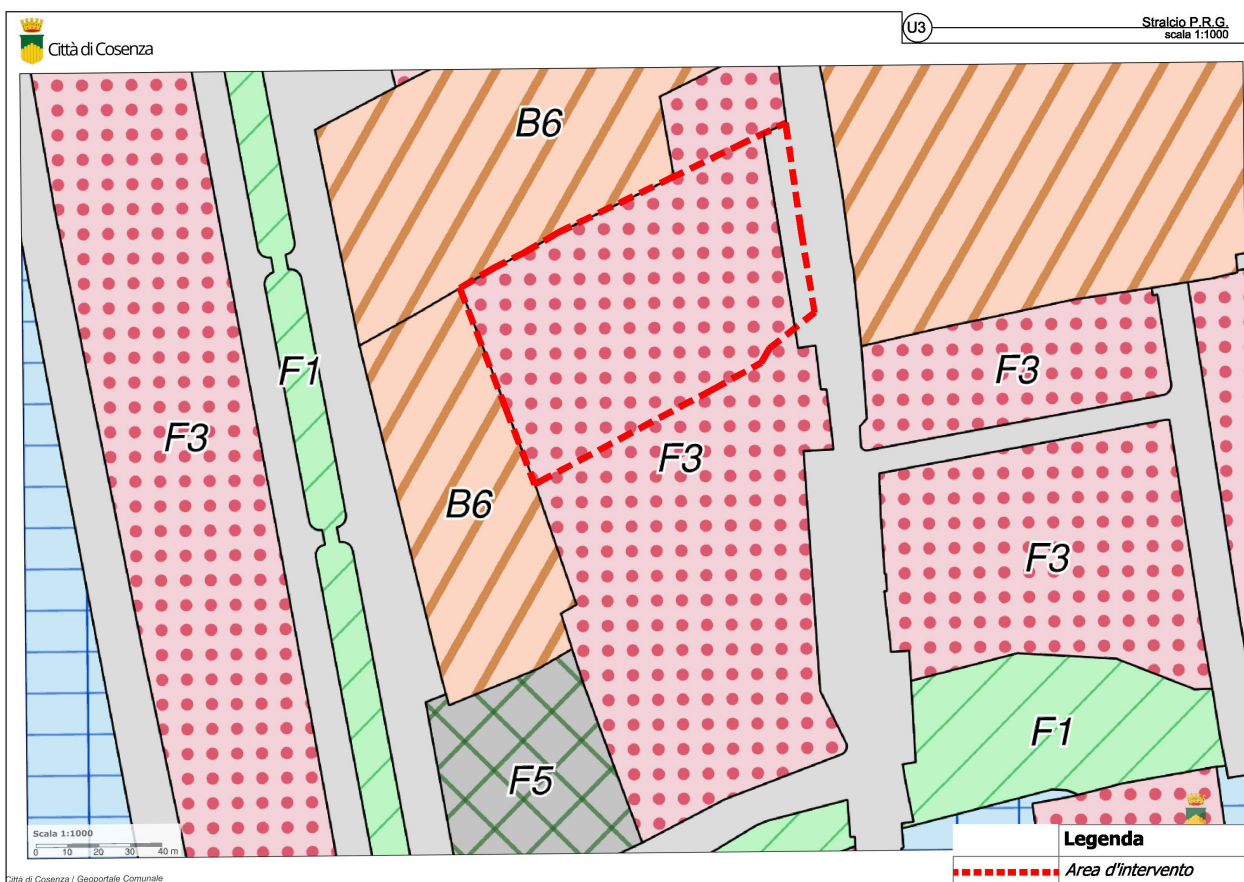 Città di Cosenza
U3
Stralcio P.R.G.
scala 1:1000
B6
F1
F3
F3
F3
B6
F3
F1
F5
Scala 1:1000
0 10 20 30 40 m
Legenda
Area d'intervento
Città di Cosenza | Geoportale Comunale